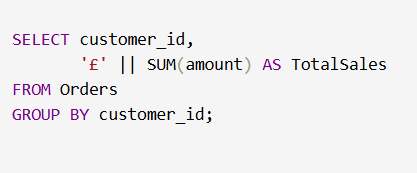 SELECT customer_id,
'£' || SUM(amount) AS TotalSales
FROM Orders
GROUP BY customer_id;